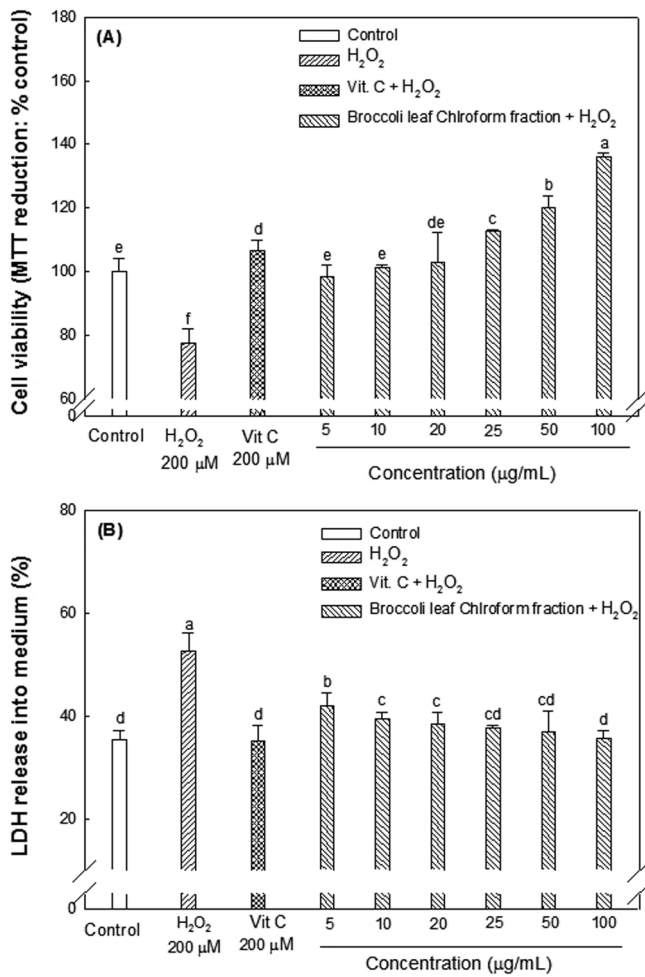 Cell viability (MTT reduction: % control)
180
160
140
120
100
80
60
0
(A)
Control
H₂O₂
Vit. C + H₂O₂
Broccoli leaf Chlroform fraction + H₂O₂
e
f
d
e
e
de
c
b
a
Control
H₂O₂
200 μM
Vit C
200 μM
5 10 20 25 50 100
Concentration (μg/mL)
LDH release into medium (%)
80
60
40
20
0
(B)
Control
H₂O₂
Vit. C + H₂O₂
Broccoli leaf Chlroform fraction + H₂O₂
d
a
d
b
c
c
cd
cd
d
Control
H₂O₂
200 μM
Vit C
200 μM
5 10 20 25 50 100
Concentration (μg/mL)